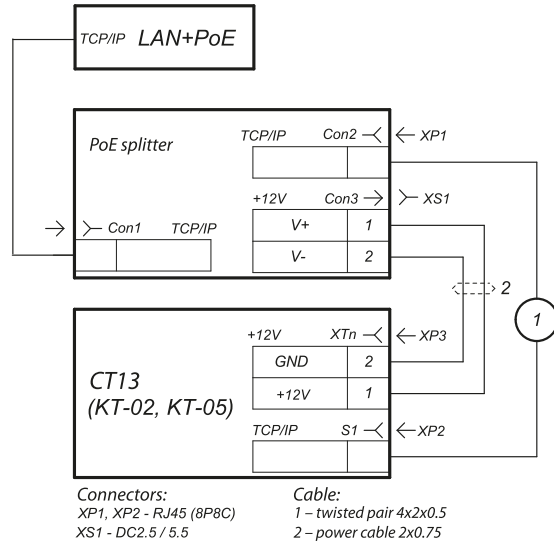 TCP/IP LAN+PoE
PoE splitter
TCP/IP Con2 XP1
+12V Con3 XS1
V+ 1
V- 2
Con1 TCP/IP
2
1
+12V XTn XP3
GND 2
+12V 1
CT13
(KT-02, KT-05)
TCP/IP S1 XP2
Connectors:
XP1, XP2 - RJ45 (8P8C)
XS1 - DC2.5 / 5.5
Cable:
1 – twisted pair 4x2x0.5
2 – power cable 2x0.75